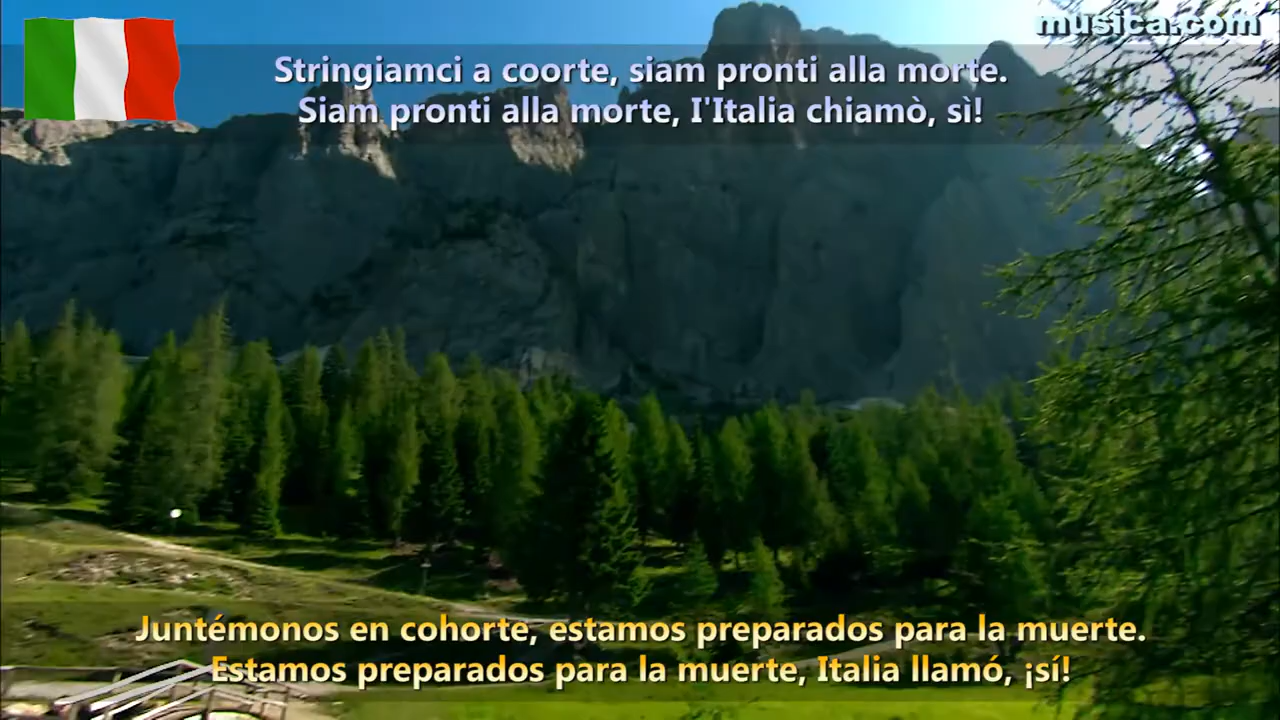 musica.com
Stringiamci a coorte, siam pronti alla morte.
Siam pronti alla morte, l'Italia chiamò, sì!
Juntémonos en cohorte, estamos preparados para la muerte.
Estamos preparados para la muerte, Italia llamó, ¡sí!